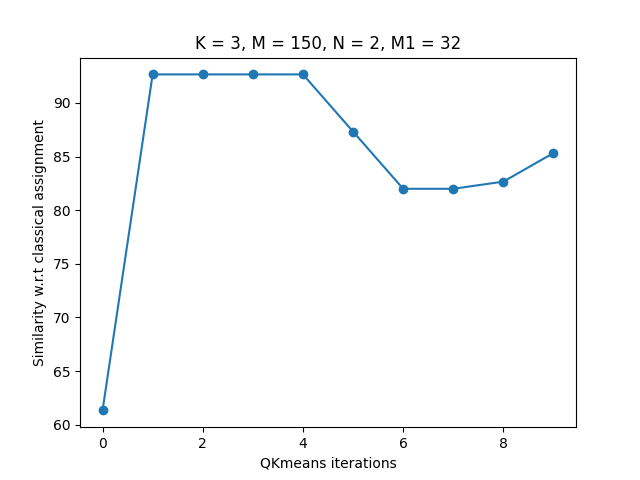 K = 3, M = 150, N = 2, M1 = 32
Similarity w.r.t classical assignment
90
85
80
75
70
65
60
0 2 4 6 8
QKmeans iterations